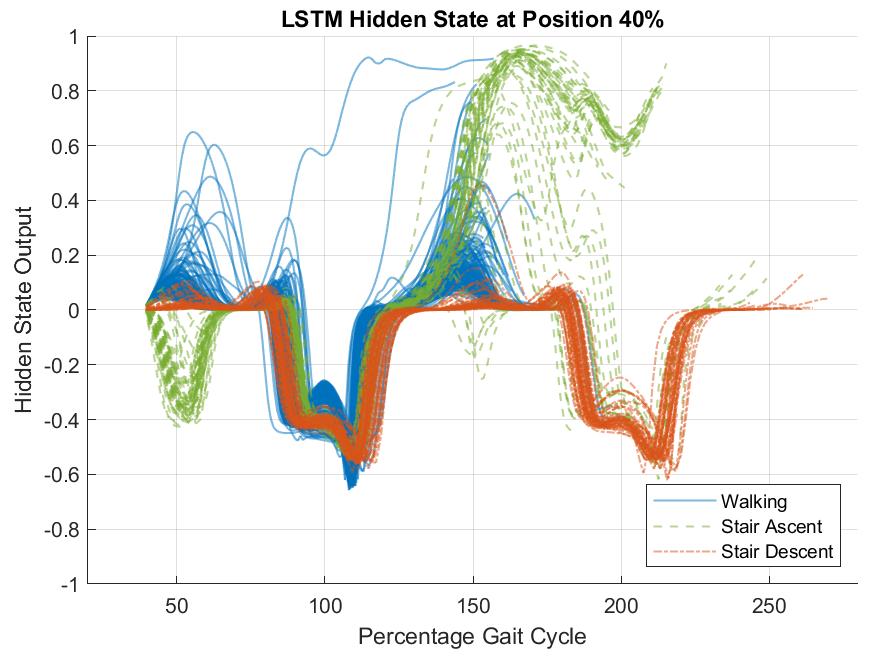 LSTM Hidden State at Position 40%
1
0.8
0.6
0.4
0.2
0
-0.2
-0.4
-0.6
-0.8
-1
Hidden State Output
50 100 150 200 250
Percentage Gait Cycle
Walking
Stair Ascent
Stair Descent